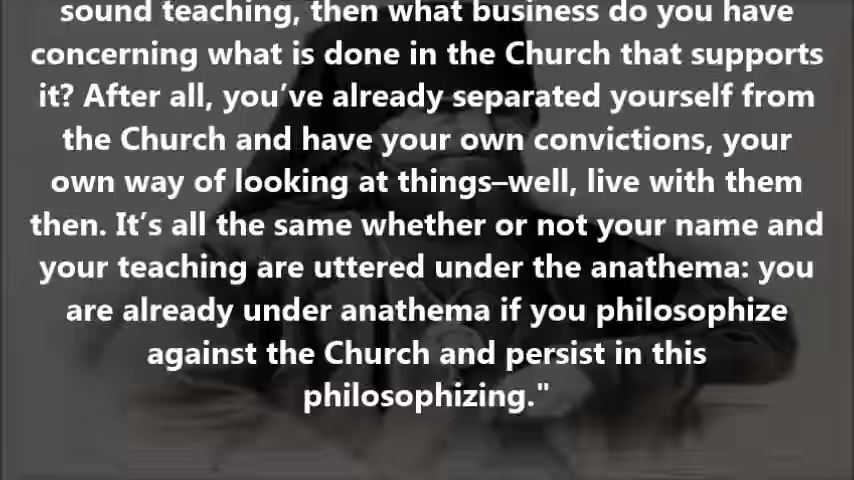 sound teaching, then what business do you have
concerning what is done in the Church that supports
it? After all, you’ve already separated yourself from
the Church and have your own convictions, your
own way of looking at things–well, live with them
then. It’s all the same whether or not your name and
your teaching are uttered under the anathema: you
are already under anathema if you philosophize
against the Church and persist in this
philosophizing."